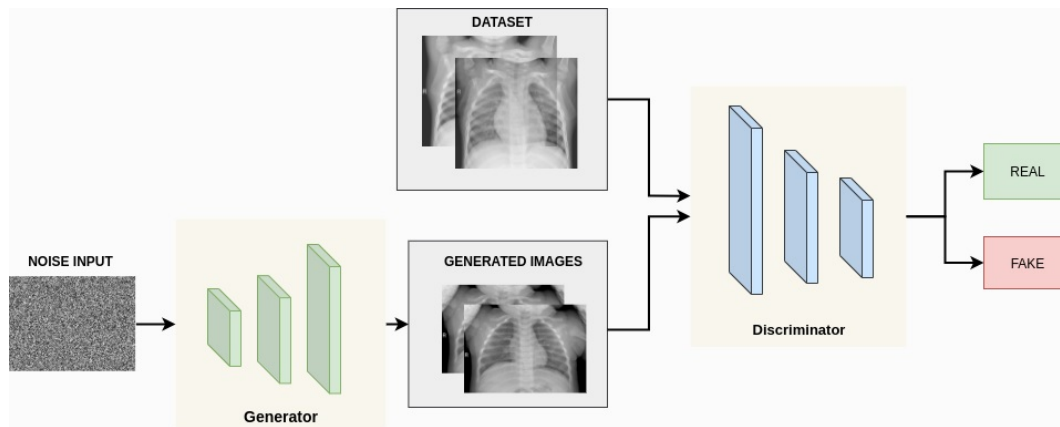 DATASET
NOISE INPUT
Generator
GENERATED IMAGES
Discriminator
REAL
FAKE